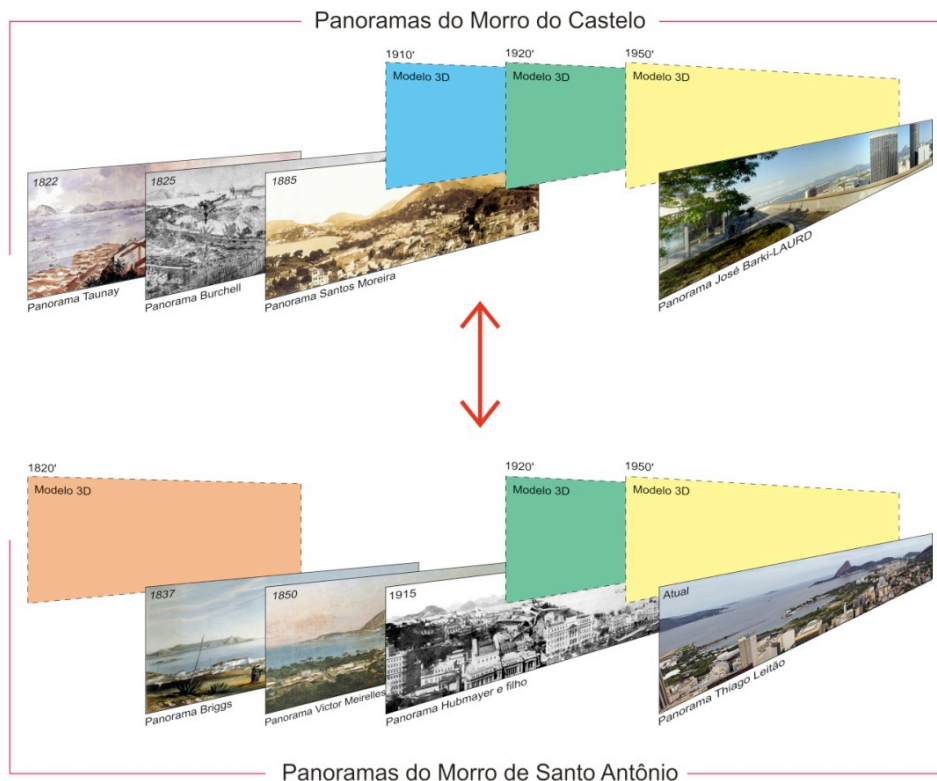 Panoramas do Morro do Castelo
1910'
1920'
1950'
Modelo 3D
Modelo 3D
Modelo 3D
1822
1825
1885
Panorama Taunay
Panorama Burchell
Panorama Santos Moreira
Panorama José Barki-LAURD
1820'
1920'
1950'
Modelo 3D
Modelo 3D
Modelo 3D
1837
1850
1915
Atual
Panorama Briggs
Panorama Victor Meirelles
Panorama Hubmayer e filho
Panorama Thiago Leitão
Panoramas do Morro de Santo Antônio